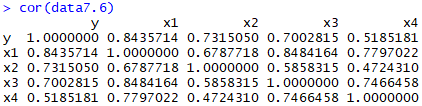 > cor(data7.6)
y x1 x2 x3 x4
y 1.0000000 0.8435714 0.7315050 0.7002815 0.5185181
x1 0.8435714 1.0000000 0.6787718 0.8484164 0.7797022
x2 0.7315050 0.6787718 1.0000000 0.5858315 0.4724310
x3 0.7002815 0.8484164 0.5858315 1.0000000 0.7466458
x4 0.5185181 0.7797022 0.4724310 0.7466458 1.0000000